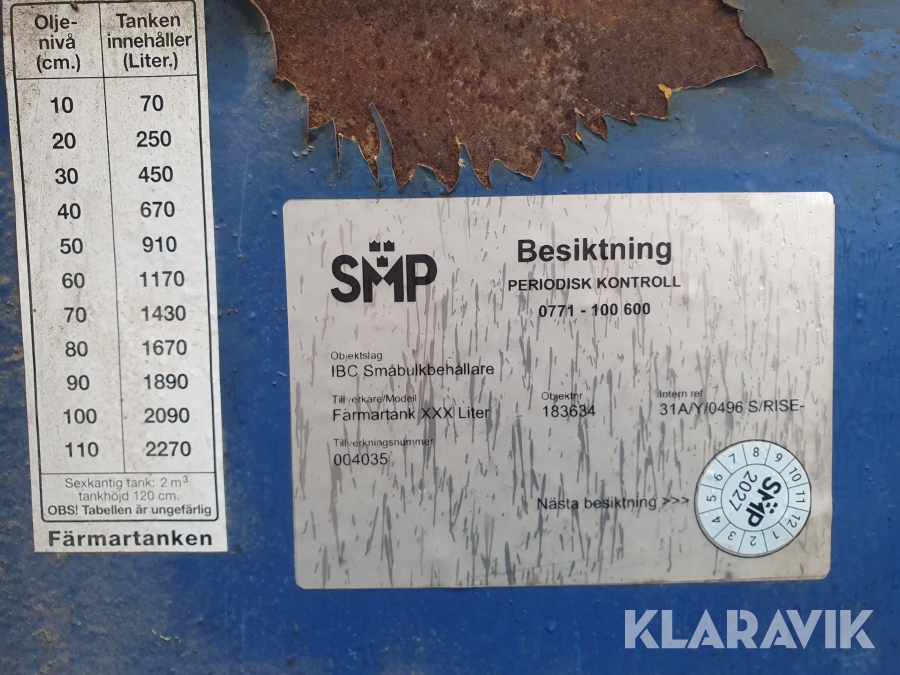 Olje-
nivå
(cm.)
Tanken
innehåller
(Liter.)
10 70
20 250
30 450
40 670
50 910
60 1170
70 1430
80 1670
90 1890
100 2090
110 2270
Sexkantig tank: 2 m³
tankhöjd 120 cm.
OBS! Tabellen är ungefärlig
Färmartanken
SMP
Besiktning
PERIODISK KONTROLL
0771 - 100 600
Objektslag
IBC Småbulkbehållare
Tillverkare/Modell
Färmartank XXX Liter
Objektnr
183634
Intern ref
31A/Y/0496 S/RISE-
Tillverkningsnummer
004035
Nästa besiktning >>>
1 2 3 4 5 6 7 8 9 10 11 12
SMP
2027
KLARAVIK